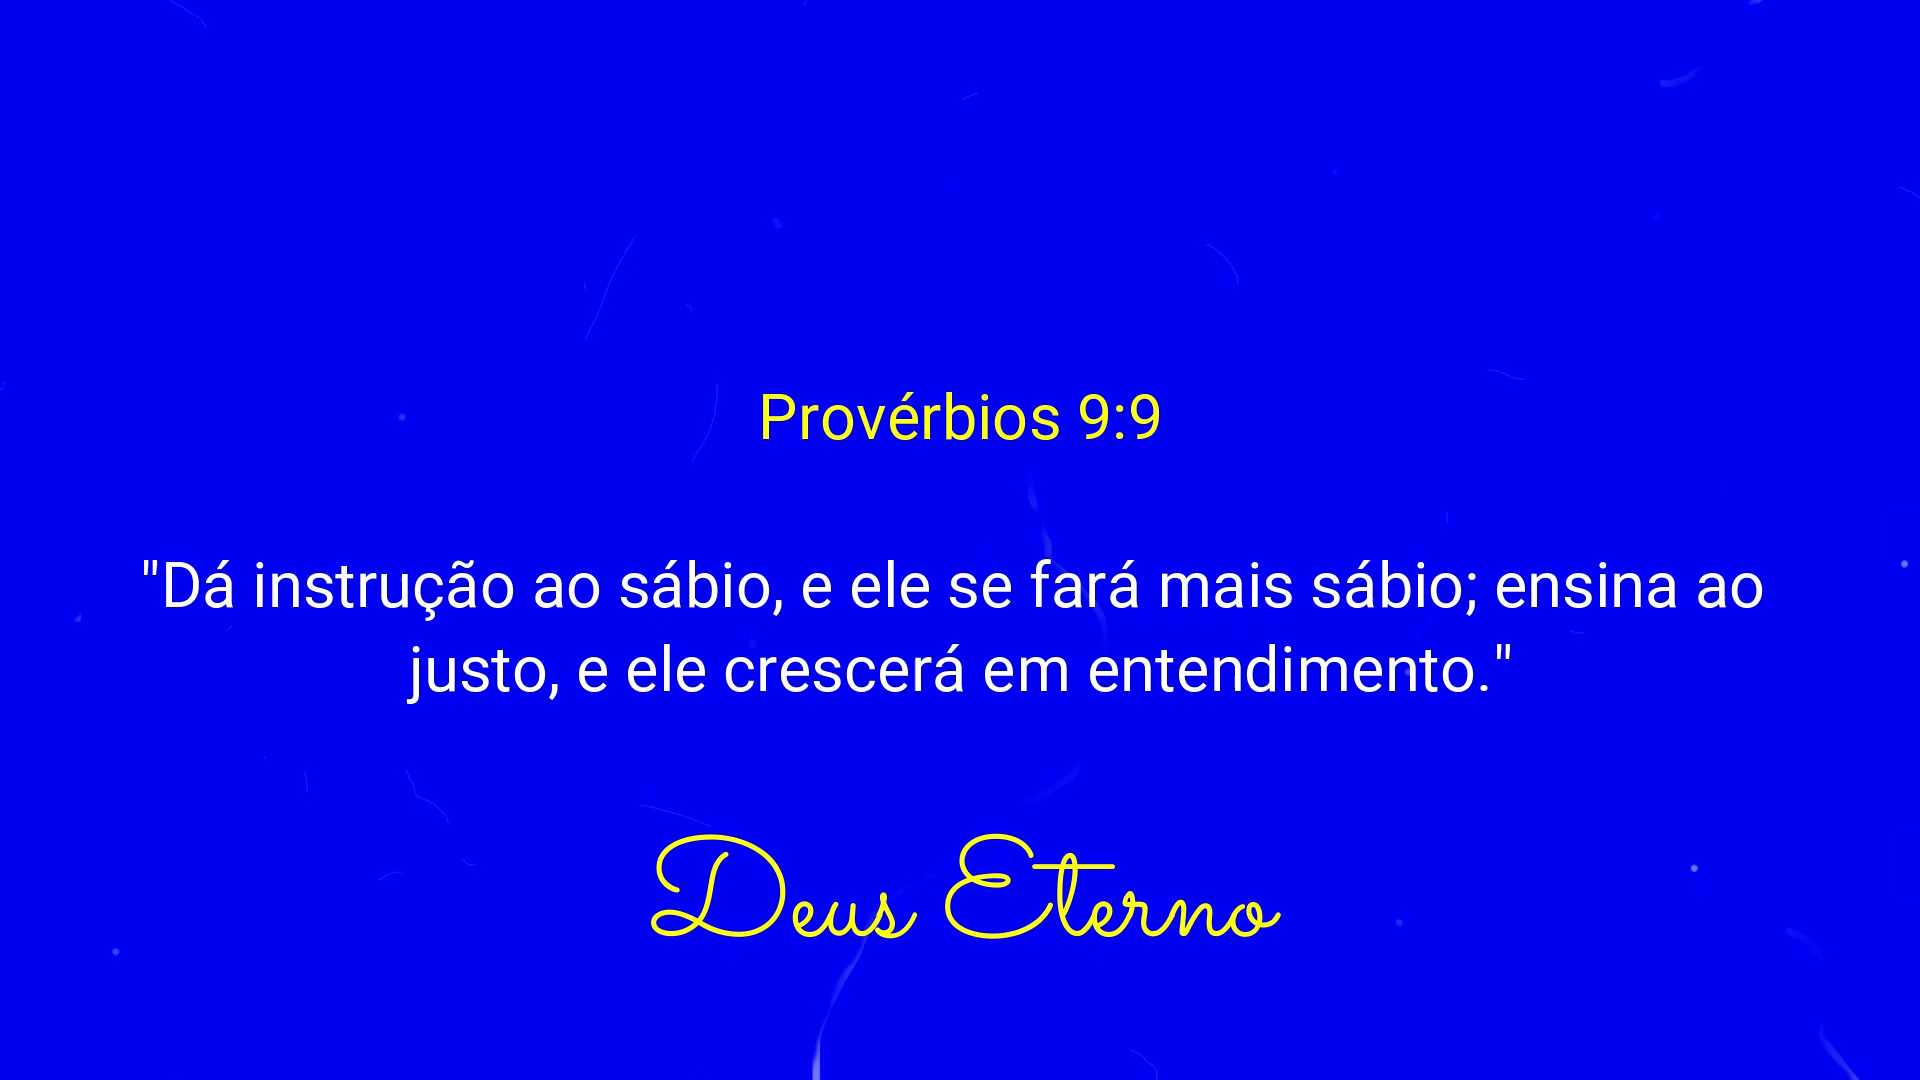 Provérbios 9:9
"Dá instrução ao sábio, e ele se fará mais sábio; ensina ao
justo, e ele crescerá em entendimento."
Deus Eterno